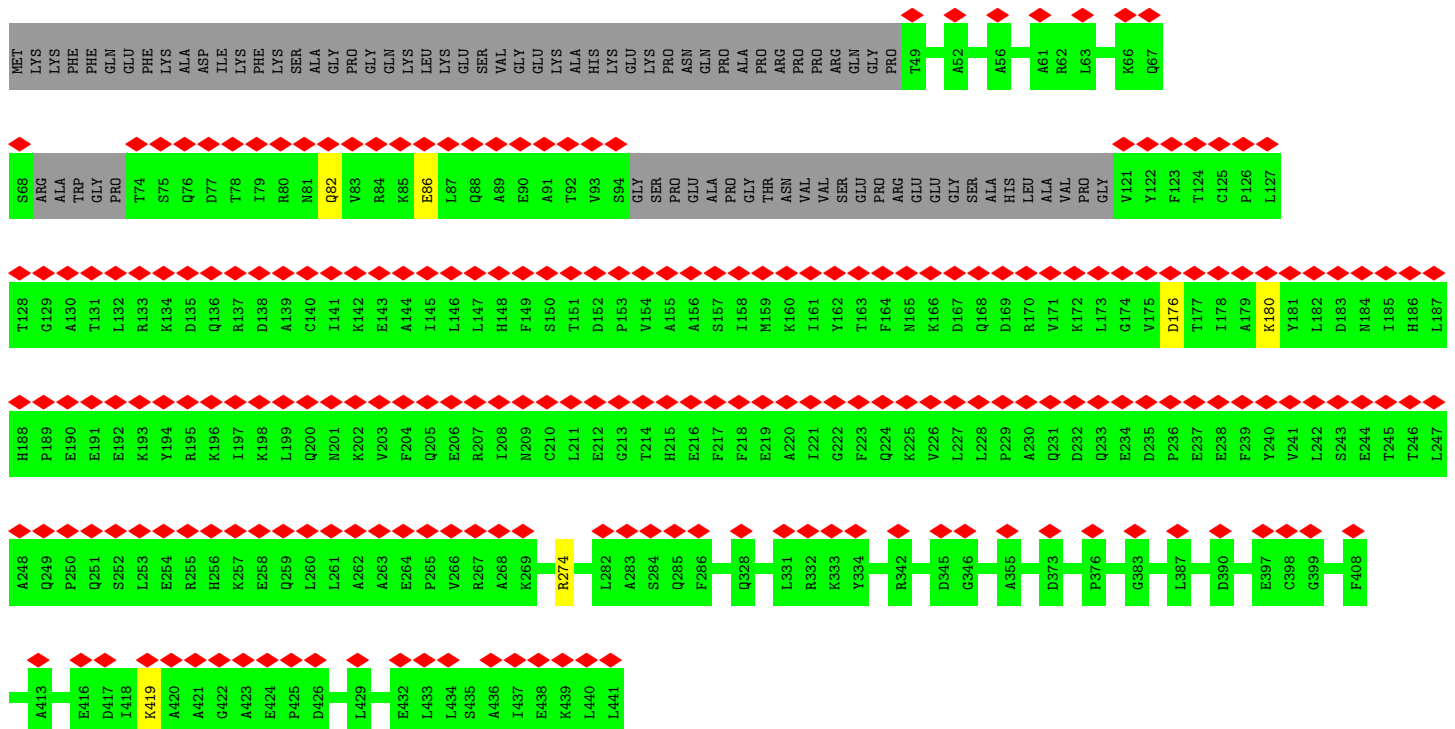 MET LYS LYS PHE PHE GLN GLU PHE LYS ALA ASP ILE LYS PHE LYS SER ALA GLY PRO GLY GLN LYS LEU LYS GLU SER VAL GLY GLU LYS ALA HIS LYS GLU LYS PRO ASN GLN PRO ALA PRO ARG PRO PRO ARG GLN GLY PRO T49 A52 A56 A61 R62 L63 K66 Q67
S68 ARG ALA TRP GLY PRO T74 S75 Q76 D77 T78 I79 R80 N81 Q82 V83 R84 K85 E86 L87 Q88 A89 E90 A91 T92 V93 S94 GLY SER PRO GLU ALA PRO GLY THR ASN VAL VAL SER GLU PRO ARG GLU GLU GLY SER ALA HIS LEU ALA VAL PRO GLY V121 Y122 F123 T124 C125 P126 L127
T128 G129 A130 T131 L132 R133 K134 D135 Q136 R137 D138 A139 C140 I141 K142 E143 A144 I145 L146 L147 H148 F149 S150 T151 D152 P153 V154 A155 A156 S157 I158 M159 K160 I161 Y162 T163 F164 N165 K166 D167 Q168 D169 R170 V171 K172 L173 G174 V175 D176 T177 I178 A179 K180 Y181 L182 D183 N184 I185 H186 L187
H188 P189 E190 E191 E192 K193 Y194 R195 K196 I197 K198 L199 Q200 N201 K202 V203 F204 Q205 E206 R207 I208 N209 C210 L211 E212 G213 T214 H215 E216 F217 F218 E219 A220 I221 G222 F223 Q224 K225 V226 L227 L228 P229 A230 Q231 D232 Q233 E234 D235 P236 E237 E238 F239 Y240 V241 L242 S243 E244 T245 T246 L247
A248 Q249 P250 Q251 S252 L253 E254 R255 H256 K257 E258 Q259 L260 L261 A262 A263 E264 P265 V266 R267 A268 K269 R274 L282 A283 S284 Q285 F286 Q328 L331 R332 K333 Y334 R342 D345 G346 A355 D373 P376 G383 L387 D390 E397 C398 G399 F408
A413 E416 D417 I418 K419 A420 A421 G422 A423 E424 P425 D426 L429 E432 L433 L434 S435 A436 I437 E438 K439 L440 L441